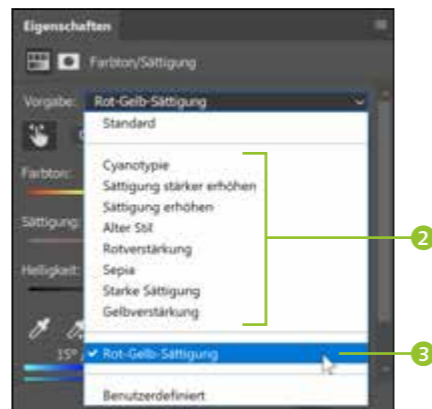 Eigenschaften
Farbton/Sättigung
Vorgabe: Rot-Gelb-Sättigung
Standard
Cyanotypie
Farbton:
Sättigung stärker erhöhen
Sättigung erhöhen
Sättigung:
Alter Stil
2
Rotverstärkung
Helligkeit:
Sepia
Starke Sättigung
Gelbverstärkung
15°
Rot-Gelb-Sättigung
3
Benutzerdefiniert